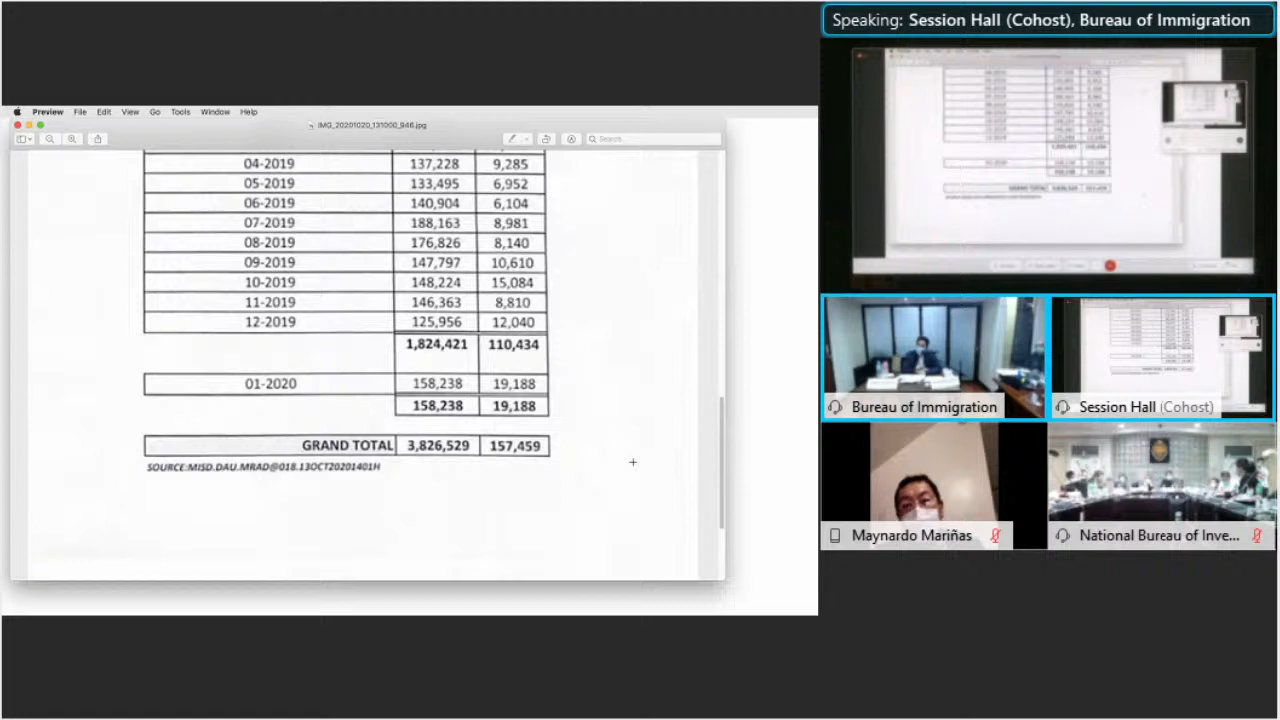 Speaking: Session Hall (Cohost), Bureau of Immigration
Preview File Edit View Go Tools Window Help
IMG_20201020_131000_946.jpg
Search
04-2019 137,228 9,285
05-2019 133,495 6,952
06-2019 140,904 6,104
07-2019 188,163 8,981
08-2019 176,826 8,140
09-2019 147,797 10,610
10-2019 148,224 15,084
11-2019 146,363 8,810
12-2019 125,956 12,040
1,824,421 110,434
01-2020 158,238 19,188
158,238 19,188
GRAND TOTAL 3,826,529 157,459
SOURCE:MISD.DAU.MRAD@018.13OCT20201401H
Bureau of Immigration
Session Hall (Cohost)
Maynardo Mariñas
National Bureau of Inve...